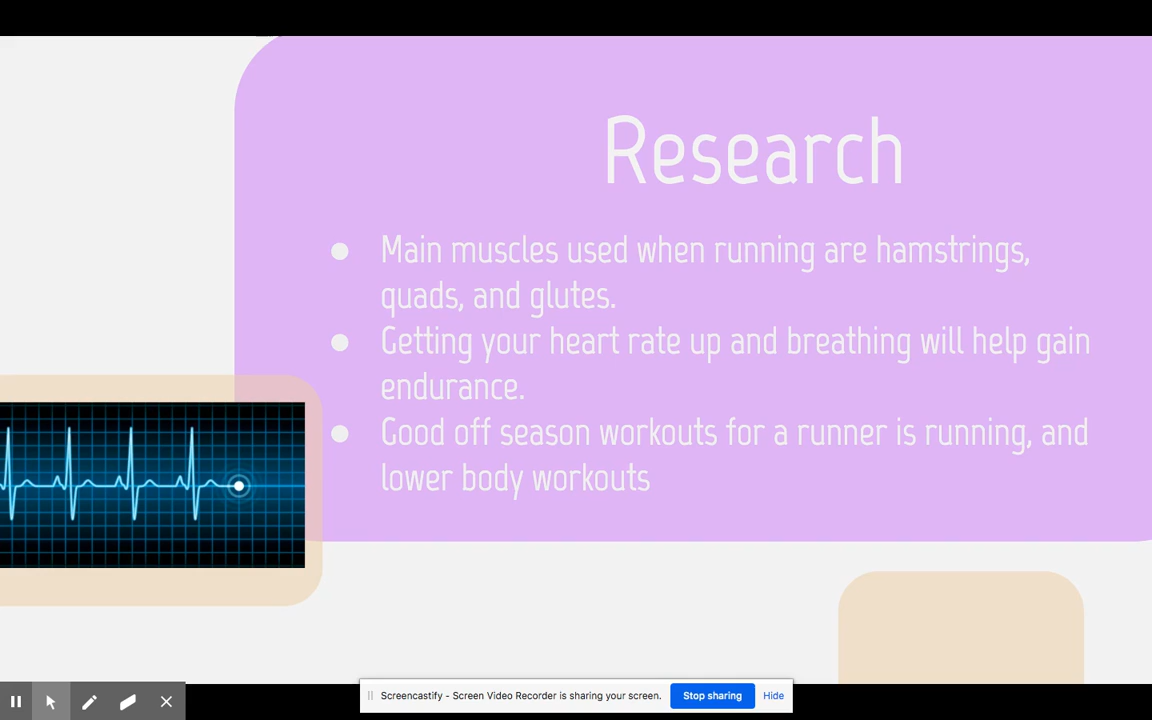 Research
Main muscles used when running are hamstrings,
quads, and glutes.
Getting your heart rate up and breathing will help gain
endurance.
Good off season workouts for a runner is running, and
lower body workouts
Screencastify - Screen Video Recorder is sharing your screen.
Stop sharing
Hide